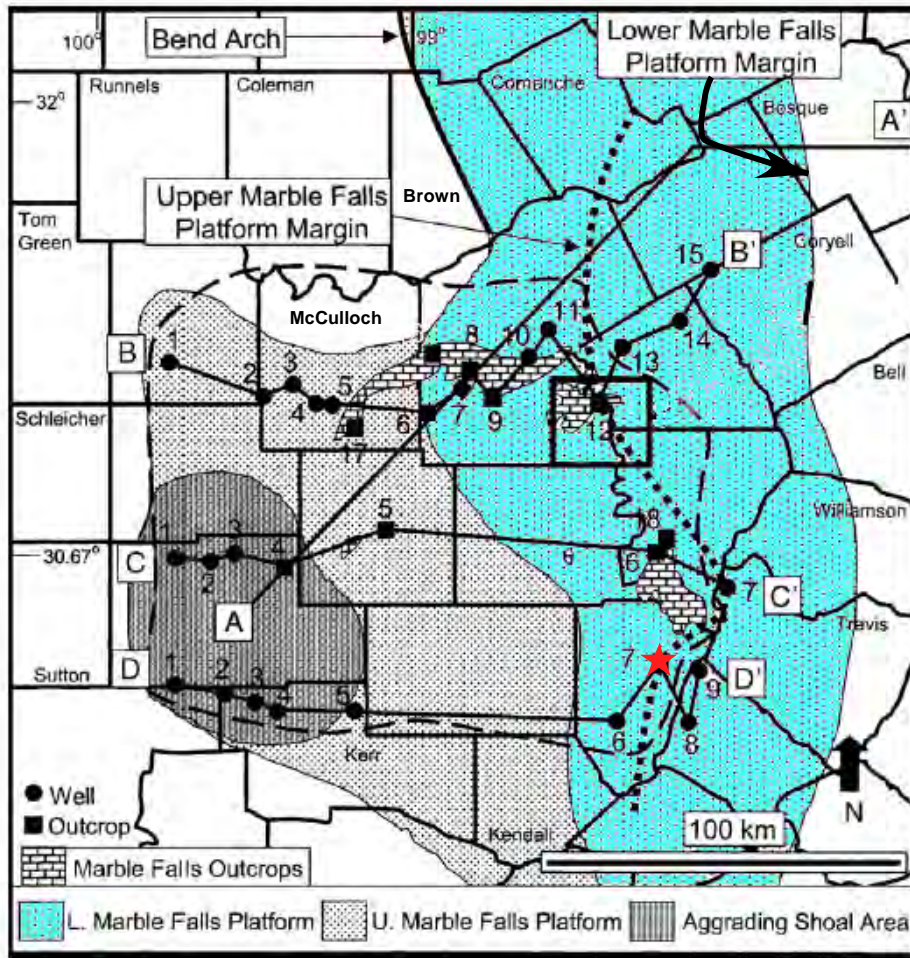 100°
Bend Arch
99°
Lower Marble Falls
Platform Margin
Runnels
Coleman
Comanche
32°
Bosque
A'
Upper Marble Falls
Platform Margin
Brown
Tom
Green
Coryell
15
B'
McCulloch
11
B
1
8
10
14
13
3
2
5
4
Bell
7
Schleicher
6
9
12
17
5
Williamson
1
3
4
18
30.67°
C
2
6
7
C'
A
Travis
D
1
7
Sutton
2
3
4
5
9
D'
6
8
Kerr
Well
Outcrop
Kendall
100 km
N
Marble Falls Outcrops
L. Marble Falls Platform
U. Marble Falls Platform
Aggrading Shoal Area